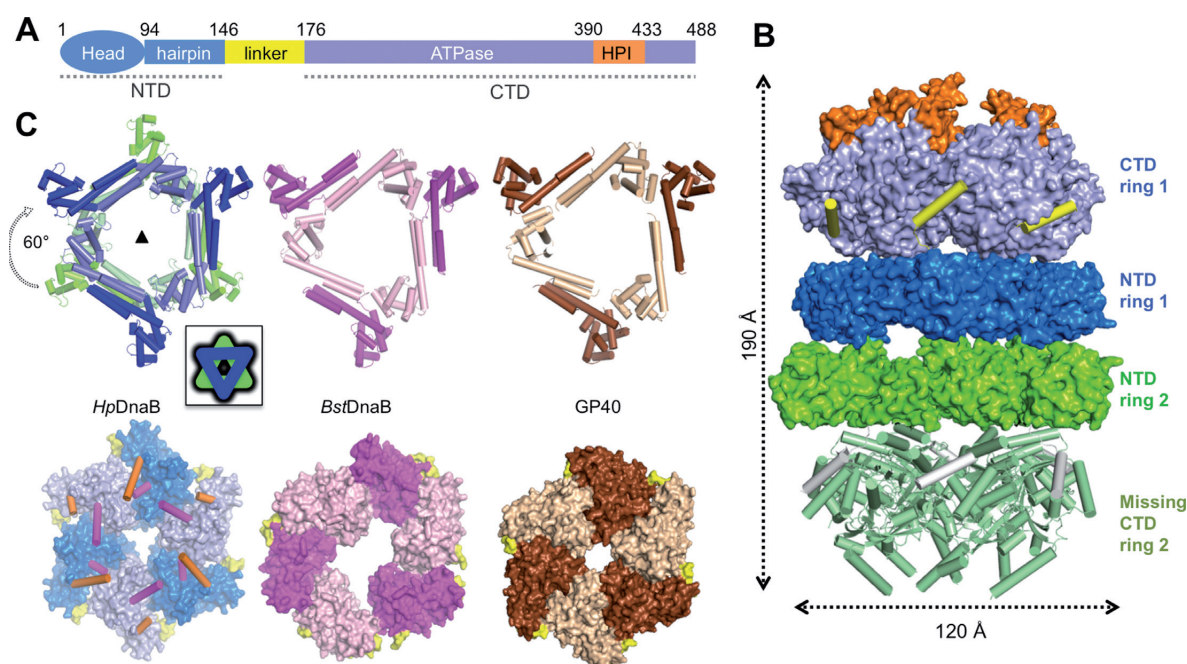 A
1 94 146 176 390 433 488
Head hairpin linker ATPase HPI
NTD CTD
B
190 Å
CTD
ring 1
NTD
ring 1
NTD
ring 2
Missing
CTD
ring 2
120 Å
C
60°
HpDnaB BstDnaB GP40